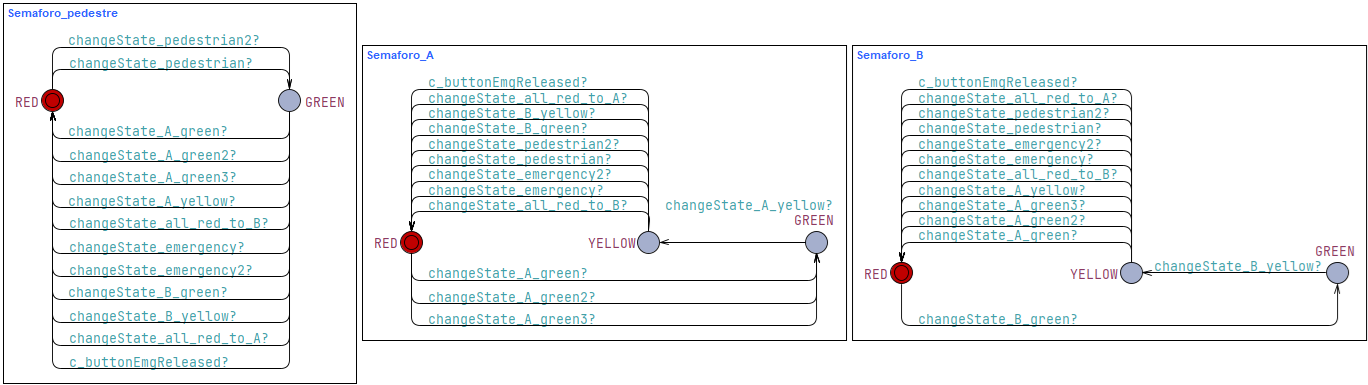 Semaforo_pedestre
changeState_pedestrian2?
changeState_pedestrian?
RED
GREEN
changeState_A_green?
changeState_A_green2?
changeState_A_green3?
changeState_A_yellow?
changeState_all_red_to_B?
changeState_emergency?
changeState_emergency2?
changeState_B_green?
changeState_B_yellow?
changeState_all_red_to_A?
c_buttonEmgReleased?
Semaforo_A
c_buttonEmgReleased?
changeState_all_red_to_A?
changeState_B_yellow?
changeState_B_green?
changeState_pedestrian2?
changeState_pedestrian?
changeState_emergency2?
changeState_emergency?
changeState_all_red_to_B?
changeState_A_yellow?
GREEN
RED
YELLOW
changeState_A_green?
changeState_A_green2?
changeState_A_green3?
Semaforo_B
c_buttonEmgReleased?
changeState_all_red_to_A?
changeState_pedestrian2?
changeState_pedestrian?
changeState_emergency2?
changeState_emergency?
changeState_all_red_to_B?
changeState_A_yellow?
changeState_A_green3?
changeState_A_green2?
changeState_A_green?
GREEN
changeState_B_yellow?
RED
YELLOW
changeState_B_green?